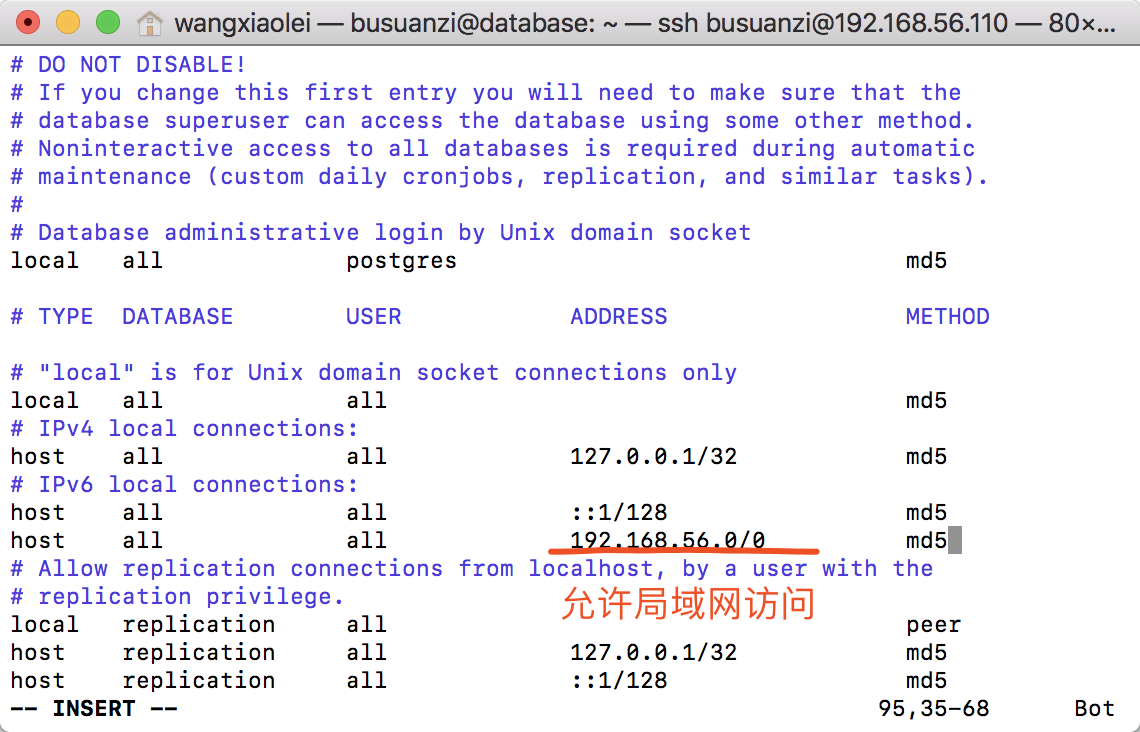 wangxiaolei — busuanzi@database: ~ — ssh busuanzi@192.168.56.110 — 80×...
# DO NOT DISABLE!
# If you change this first entry you will need to make sure that the
# database superuser can access the database using some other method.
# Noninteractive access to all databases is required during automatic
# maintenance (custom daily cronjobs, replication, and similar tasks).
#
# Database administrative login by Unix domain socket
local   all             postgres                                md5
# TYPE  DATABASE        USER            ADDRESS                 METHOD
# "local" is for Unix domain socket connections only
local   all             all                                     md5
# IPv4 local connections:
host    all             all             127.0.0.1/32            md5
# IPv6 local connections:
host    all             all             ::1/128                 md5
host    all             all             192.168.56.0/0          md5
# Allow replication connections from localhost, by a user with the
# replication privilege.
允许局域网访问
local   replication     all                                     peer
host    replication     all             127.0.0.1/32            md5
host    replication     all             ::1/128                 md5
-- INSERT --                                                  95,35-68      Bot